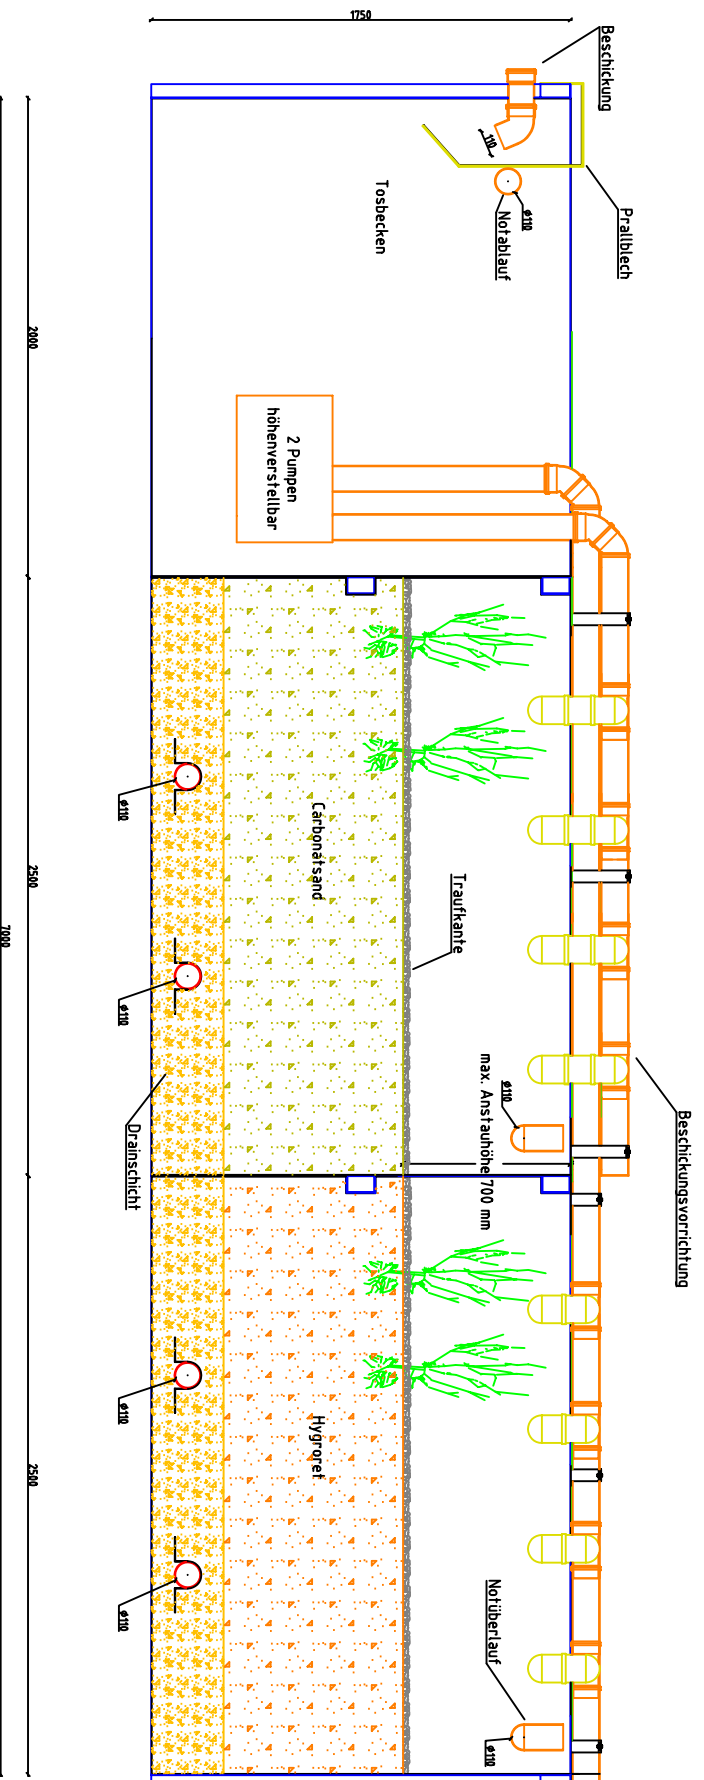 1750
Beschickung
110
Prallblech
ø110
Notablauf
Tosbecken
2000
2 Pumpen
höhenverstellbar
Carbonatsand
Traufkante
ø110
ø110
2500
7000
ø110
max. Anstauhöhe 700 mm
Drainschicht
Beschickungsvorrichtung
Hygroret
ø110
ø110
2500
Notüberlauf
ø110